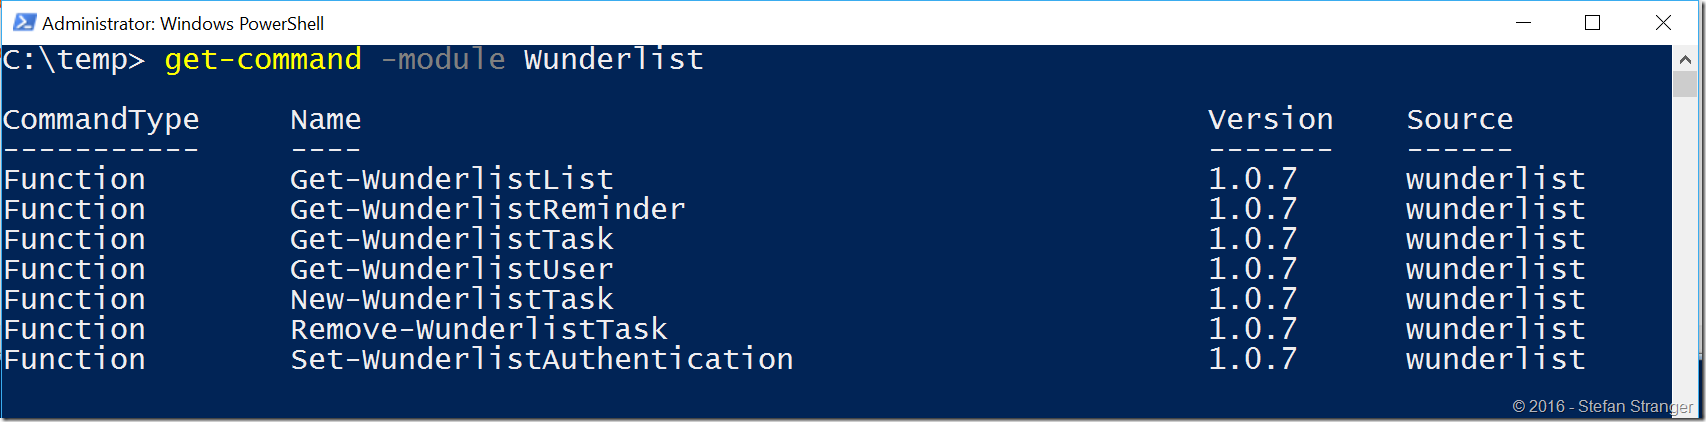 Administrator: Windows PowerShell
C:\temp> get-command -module Wunderlist
CommandType Name Version Source
----------- ---- ------- ------
Function Get-WunderlistList 1.0.7 wunderlist
Function Get-WunderlistReminder 1.0.7 wunderlist
Function Get-WunderlistTask 1.0.7 wunderlist
Function Get-WunderlistUser 1.0.7 wunderlist
Function New-WunderlistTask 1.0.7 wunderlist
Function Remove-WunderlistTask 1.0.7 wunderlist
Function Set-WunderlistAuthentication 1.0.7 wunderlist
© 2016 - Stefan Stranger